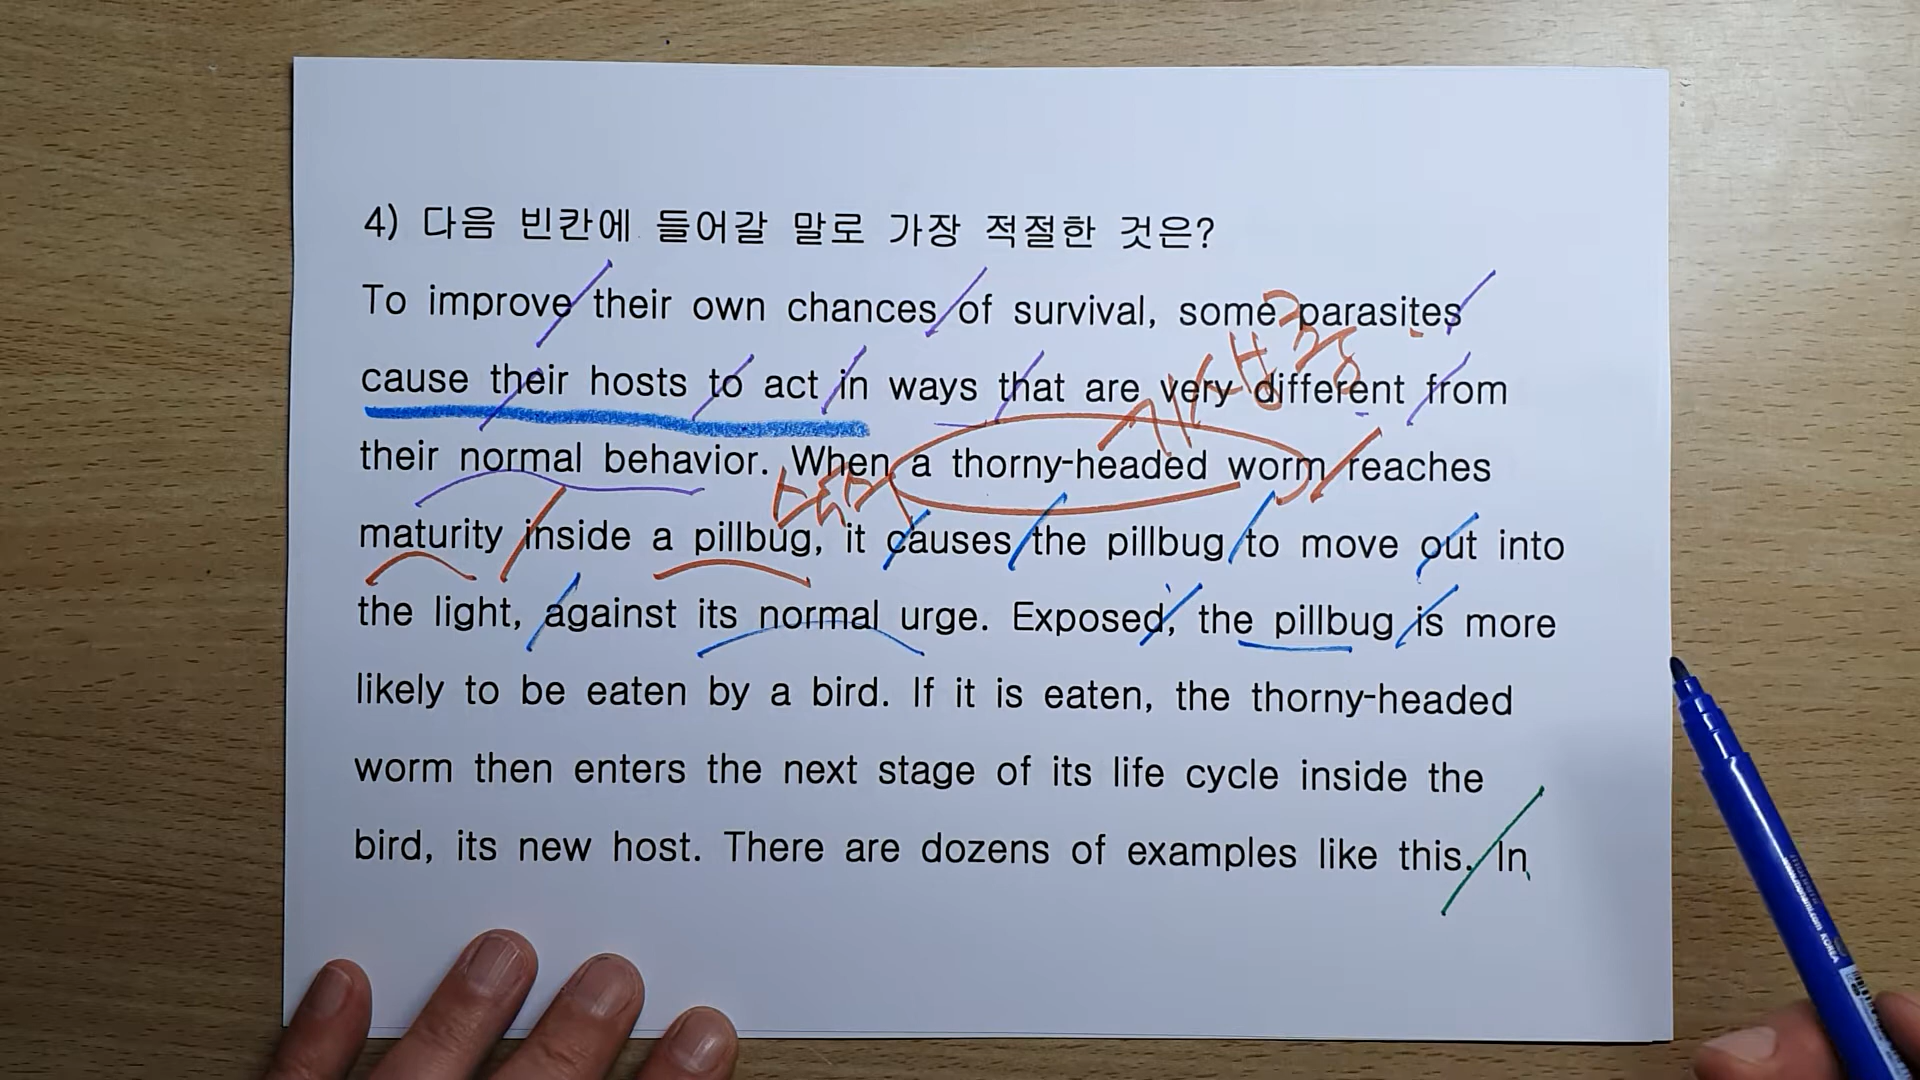 4) 다음 빈칸에 들어갈 말로 가장 적절한 것은?
To improve their own chances of survival, some parasites
cause their hosts to act in ways that are very different from
their normal behavior. When a thorny-headed worm reaches
maturity inside a pillbug, it causes the pillbug to move out into
the light, against its normal urge. Exposed, the pillbug is more
likely to be eaten by a bird. If it is eaten, the thorny-headed
worm then enters the next stage of its life cycle inside the
bird, its new host. There are dozens of examples like this. In